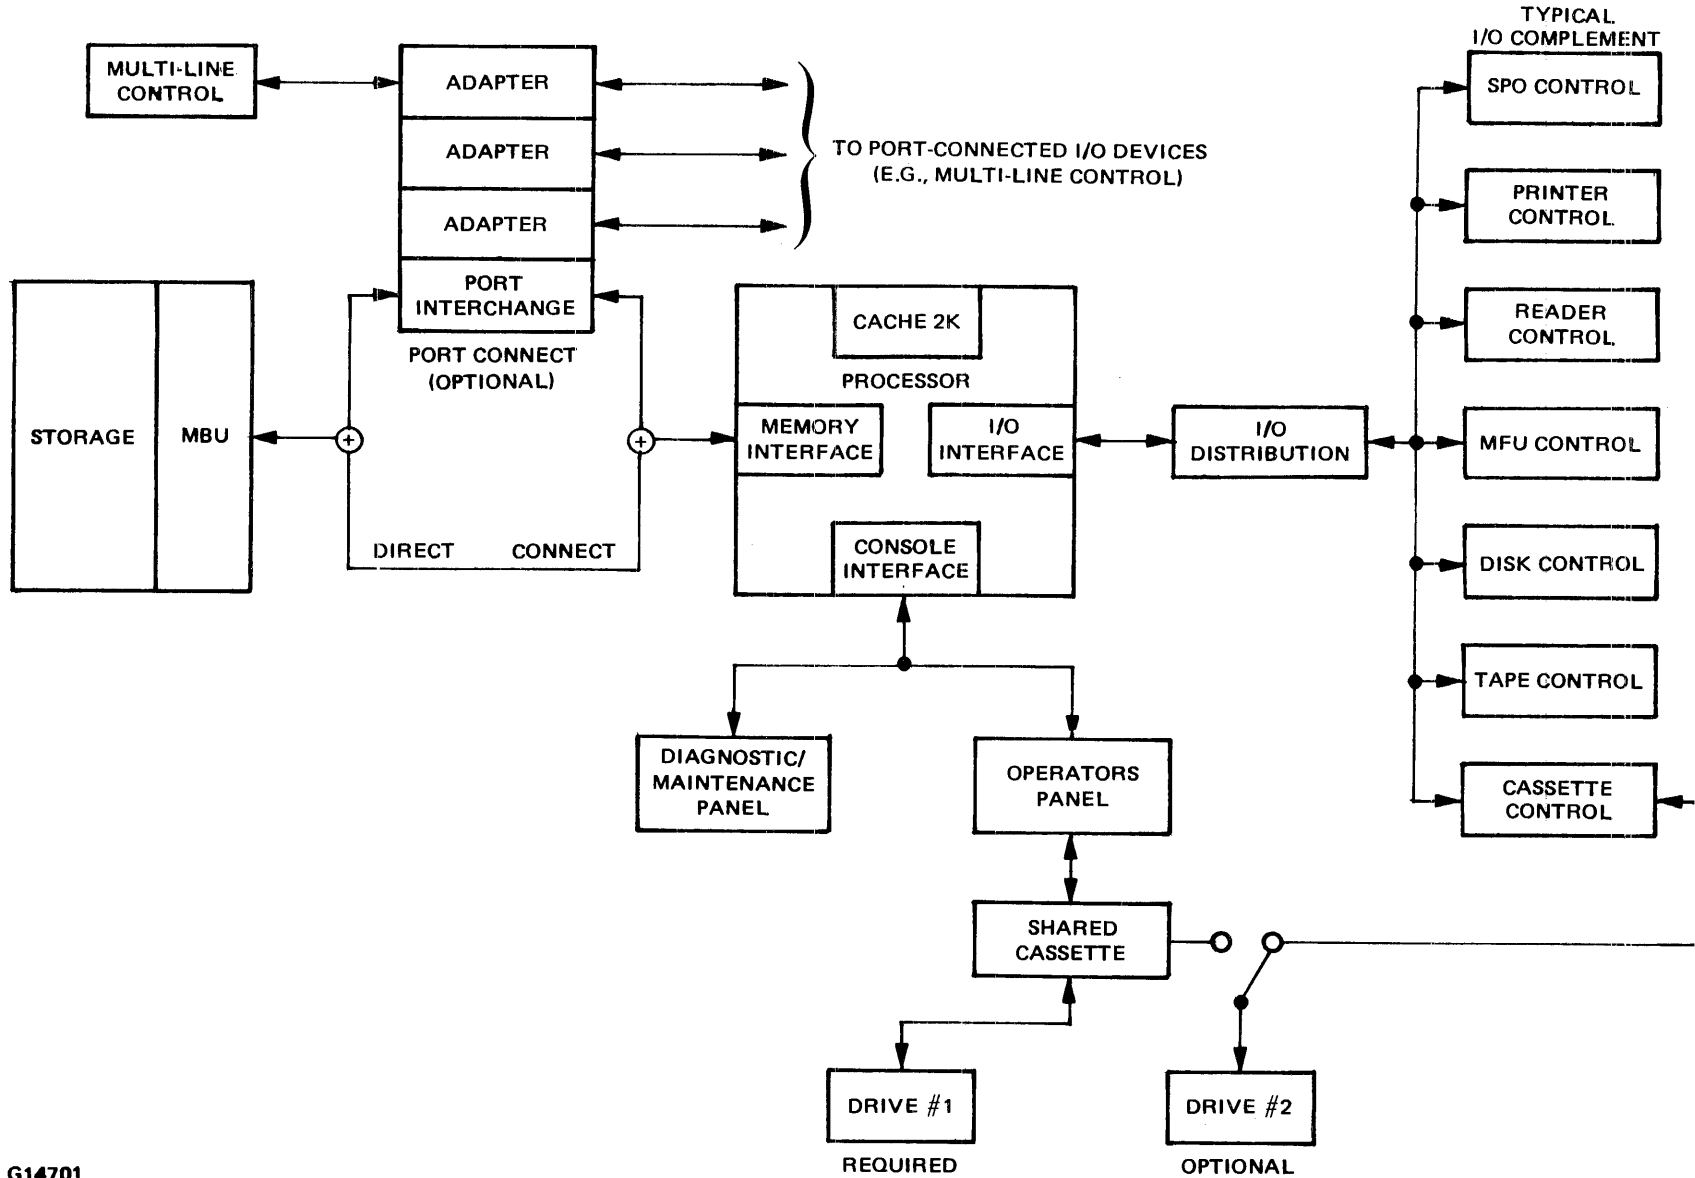 TYPICAL
I/O COMPLEMENT
MULTI-LINE
CONTROL
ADAPTER
ADAPTER
ADAPTER
PORT
INTERCHANGE
PORT CONNECT
(OPTIONAL)
TO PORT-CONNECTED I/O DEVICES
(E.G., MULTI-LINE CONTROL)
STORAGE
MBU
DIRECT CONNECT
CACHE 2K
PROCESSOR
MEMORY
INTERFACE
I/O
INTERFACE
CONSOLE
INTERFACE
I/O
DISTRIBUTION
SPO CONTROL
PRINTER
CONTROL
READER
CONTROL
MFU CONTROL
DISK CONTROL
TAPE CONTROL
CASSETTE
CONTROL
DIAGNOSTIC/
MAINTENANCE
PANEL
OPERATORS
PANEL
SHARED
CASSETTE
DRIVE #1
REQUIRED
DRIVE #2
OPTIONAL
G14701